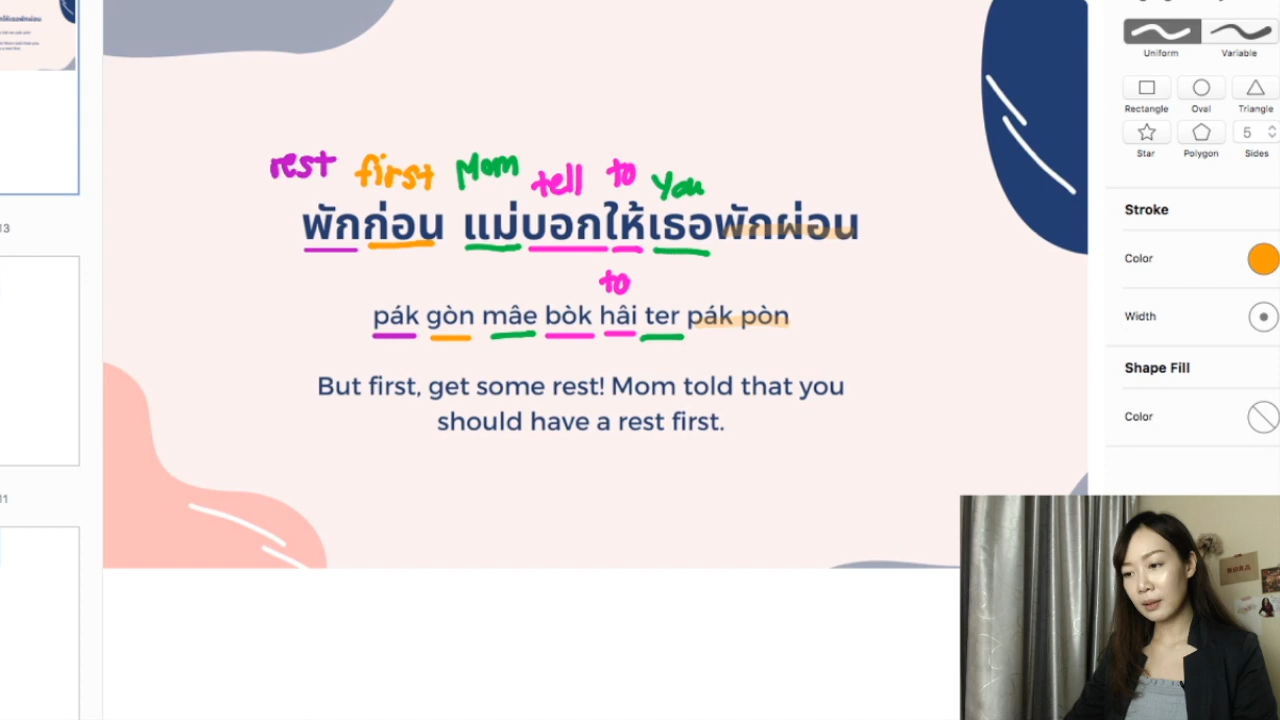 Uniform Variable
Rectangle Oval Triangle
5
Star Polygon Sides
Stroke
Color
Width
Shape Fill
Color
13
11
rest first Mom tell to you
พักก่อน แม่บอกให้เธอพักผ่อน
to
pák gòn mâe bòk hâi ter pák pòn
But first, get some rest! Mom told that you
should have a rest first.